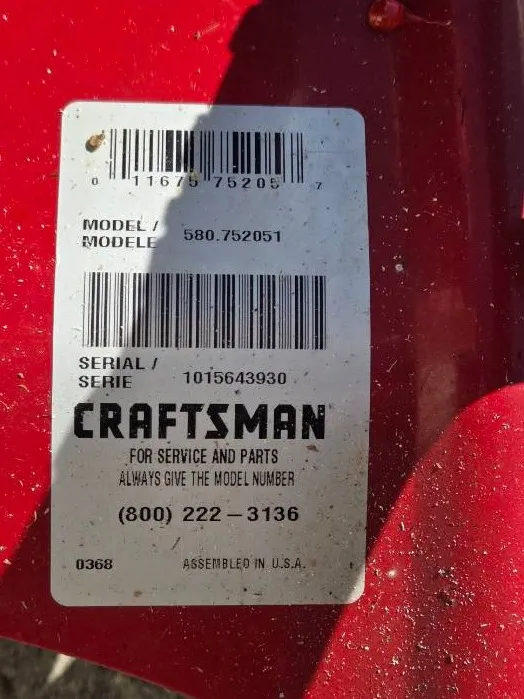 0 11675 75205 7
MODEL /
MODELE 580.752051
SERIAL /
SERIE 1015643930
CRAFTSMAN
FOR SERVICE AND PARTS
ALWAYS GIVE THE MODEL NUMBER
(800) 222-3136
0368 ASSEMBLED IN U.S.A.